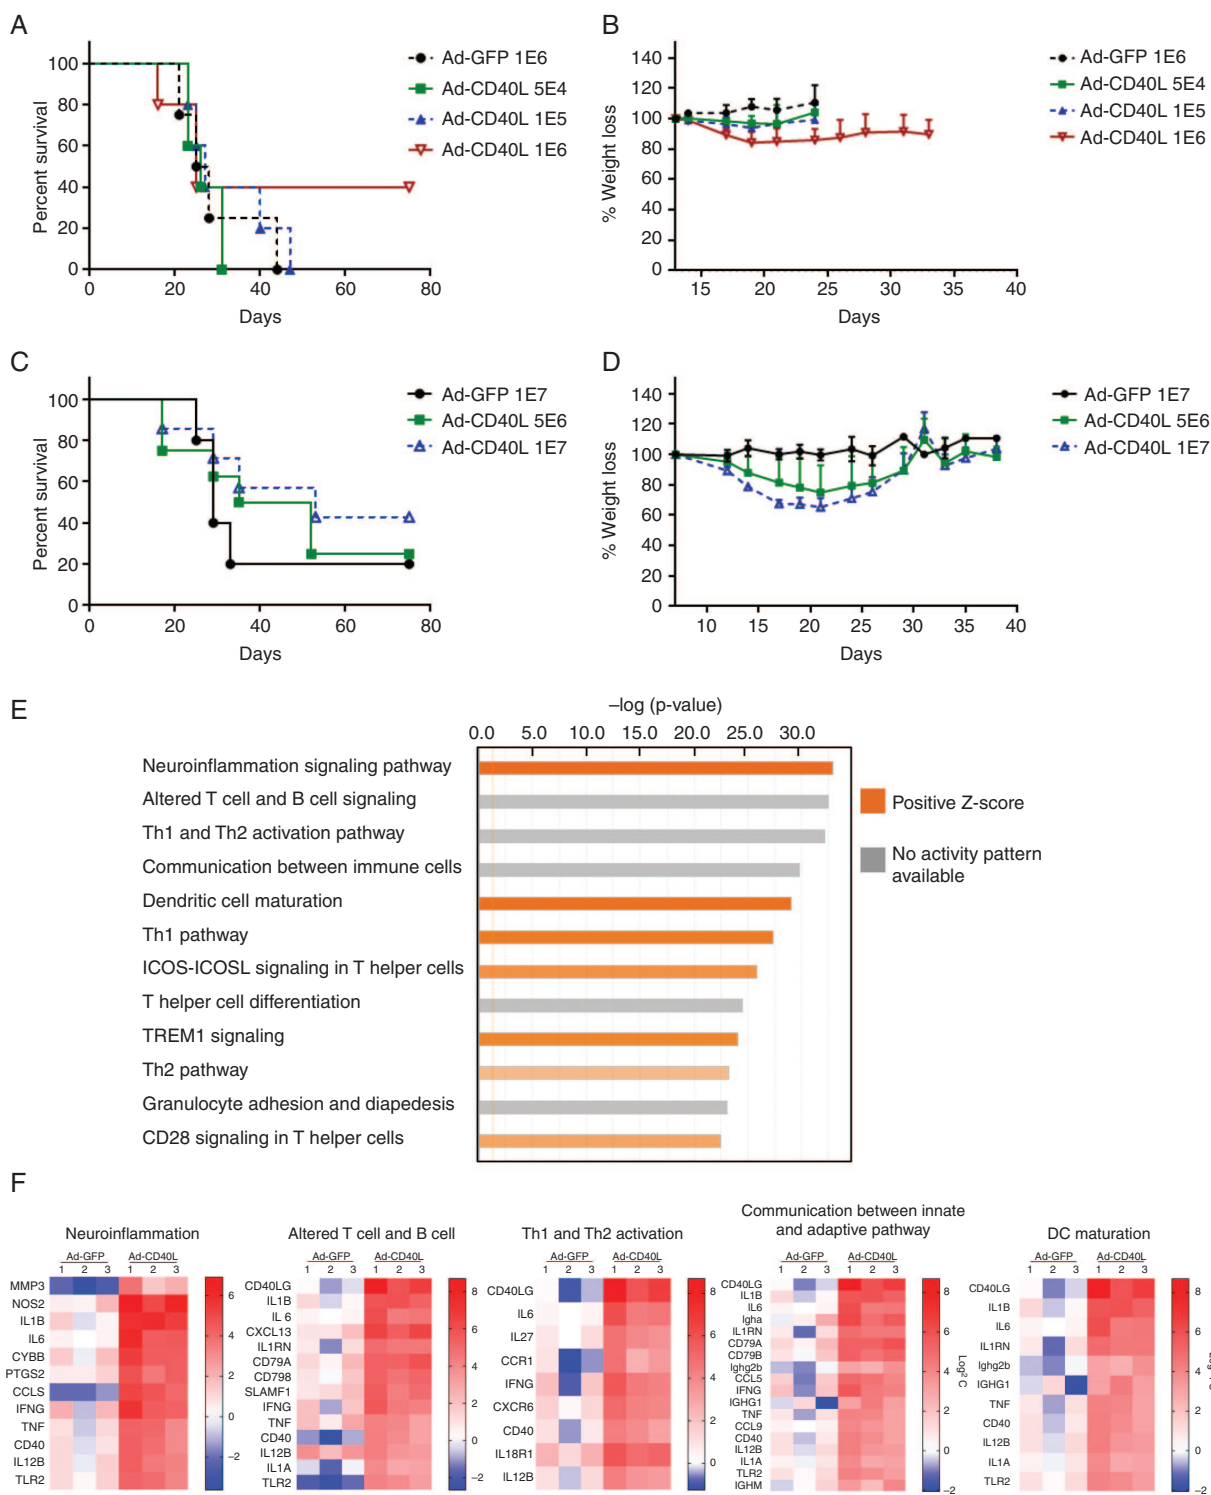 A
Percent survival
100
80
60
40
20
0
0 20 40 60 80
Days
Ad-GFP 1E6
Ad-CD40L 5E4
Ad-CD40L 1E5
Ad-CD40L 1E6
B
% Weight loss
140
120
100
80
60
40
20
0
15 20 25 30 35 40
Days
Ad-GFP 1E6
Ad-CD40L 5E4
Ad-CD40L 1E5
Ad-CD40L 1E6
C
Percent survival
100
80
60
40
20
0
0 20 40 60 80
Days
Ad-GFP 1E7
Ad-CD40L 5E6
Ad-CD40L 1E7
D
% Weight loss
140
120
100
80
60
40
20
0
10 15 20 25 30 35 40
Days
Ad-GFP 1E7
Ad-CD40L 5E6
Ad-CD40L 1E7
E
–log (p-value)
0.0 5.0 10.0 15.0 20.0 25.0 30.0
Neuroinflammation signaling pathway
Altered T cell and B cell signaling
Th1 and Th2 activation pathway
Communication between immune cells
Dendritic cell maturation
Th1 pathway
ICOS-ICOSL signaling in T helper cells
T helper cell differentiation
TREM1 signaling
Th2 pathway
Granulocyte adhesion and diapedesis
CD28 signaling in T helper cells
Positive Z-score
No activity pattern
available
F
Neuroinflammation
Ad-GFP Ad-CD40L
1 2 3 1 2 3
MMP3
NOS2
IL1B
IL6
CYBB
PTGS2
CCLS
IFNG
TNF
CD40
IL12B
TLR2
6
4
2
0
−2
Altered T cell and B cell
Ad-GFP Ad-CD40L
1 2 3 1 2 3
CD40LG
IL1B
IL 6
CXCL13
IL1RN
CD79A
CD798
SLAMF1
IFNG
TNF
CD40
IL12B
IL1A
TLR2
8
6
4
2
0
−2
Th1 and Th2 activation
Ad-GFP Ad-CD40L
1 2 3 1 2 3
CD40LG
IL6
IL27
CCR1
IFNG
CXCR6
CD40
IL18R1
IL12B
8
6
4
2
0
Communication between innate
and adaptive pathway
Ad-GFP Ad-CD40L
1 2 3 1 2 3
CD40LG
IL1B
IL6
Igha
IL1RN
CD79A
CD79B
Ighg2b
CCL5
IFNG
IGHG1
TNF
CCL9
CD40
IL12B
IL1A
TLR2
IGHM
8
6
4
2
0
−2
Log2 C
DC maturation
Ad-GFP Ad-CD40L
1 2 3 1 2 3
CD40LG
IL1B
IL6
IL1RN
Ighg2b
IGHG1
TNF
CD40
IL12B
IL1A
TLR2
8
6
4
2
0
−2